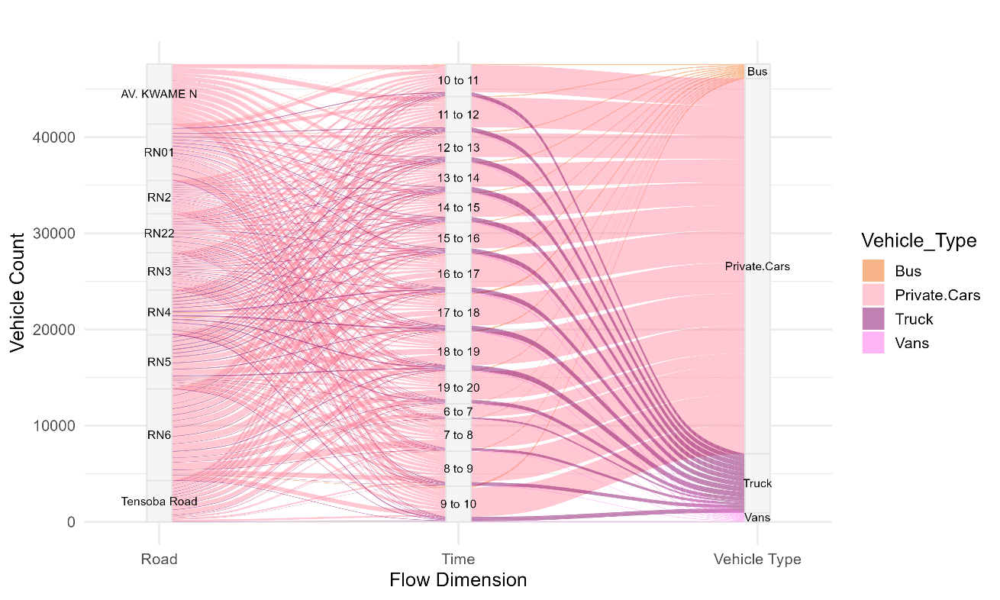 Vehicle Count
40000
30000
20000
10000
0
AV. KWAME N
RN01
RN2
RN22
RN3
RN4
RN5
RN6
Tensoba Road
10 to 11
11 to 12
12 to 13
13 to 14
14 to 15
15 to 16
16 to 17
17 to 18
18 to 19
19 to 20
6 to 7
7 to 8
8 to 9
9 to 10
Bus
Private.Cars
Truck
Vans
Road
Time
Vehicle Type
Flow Dimension
Vehicle_Type
Bus
Private.Cars
Truck
Vans